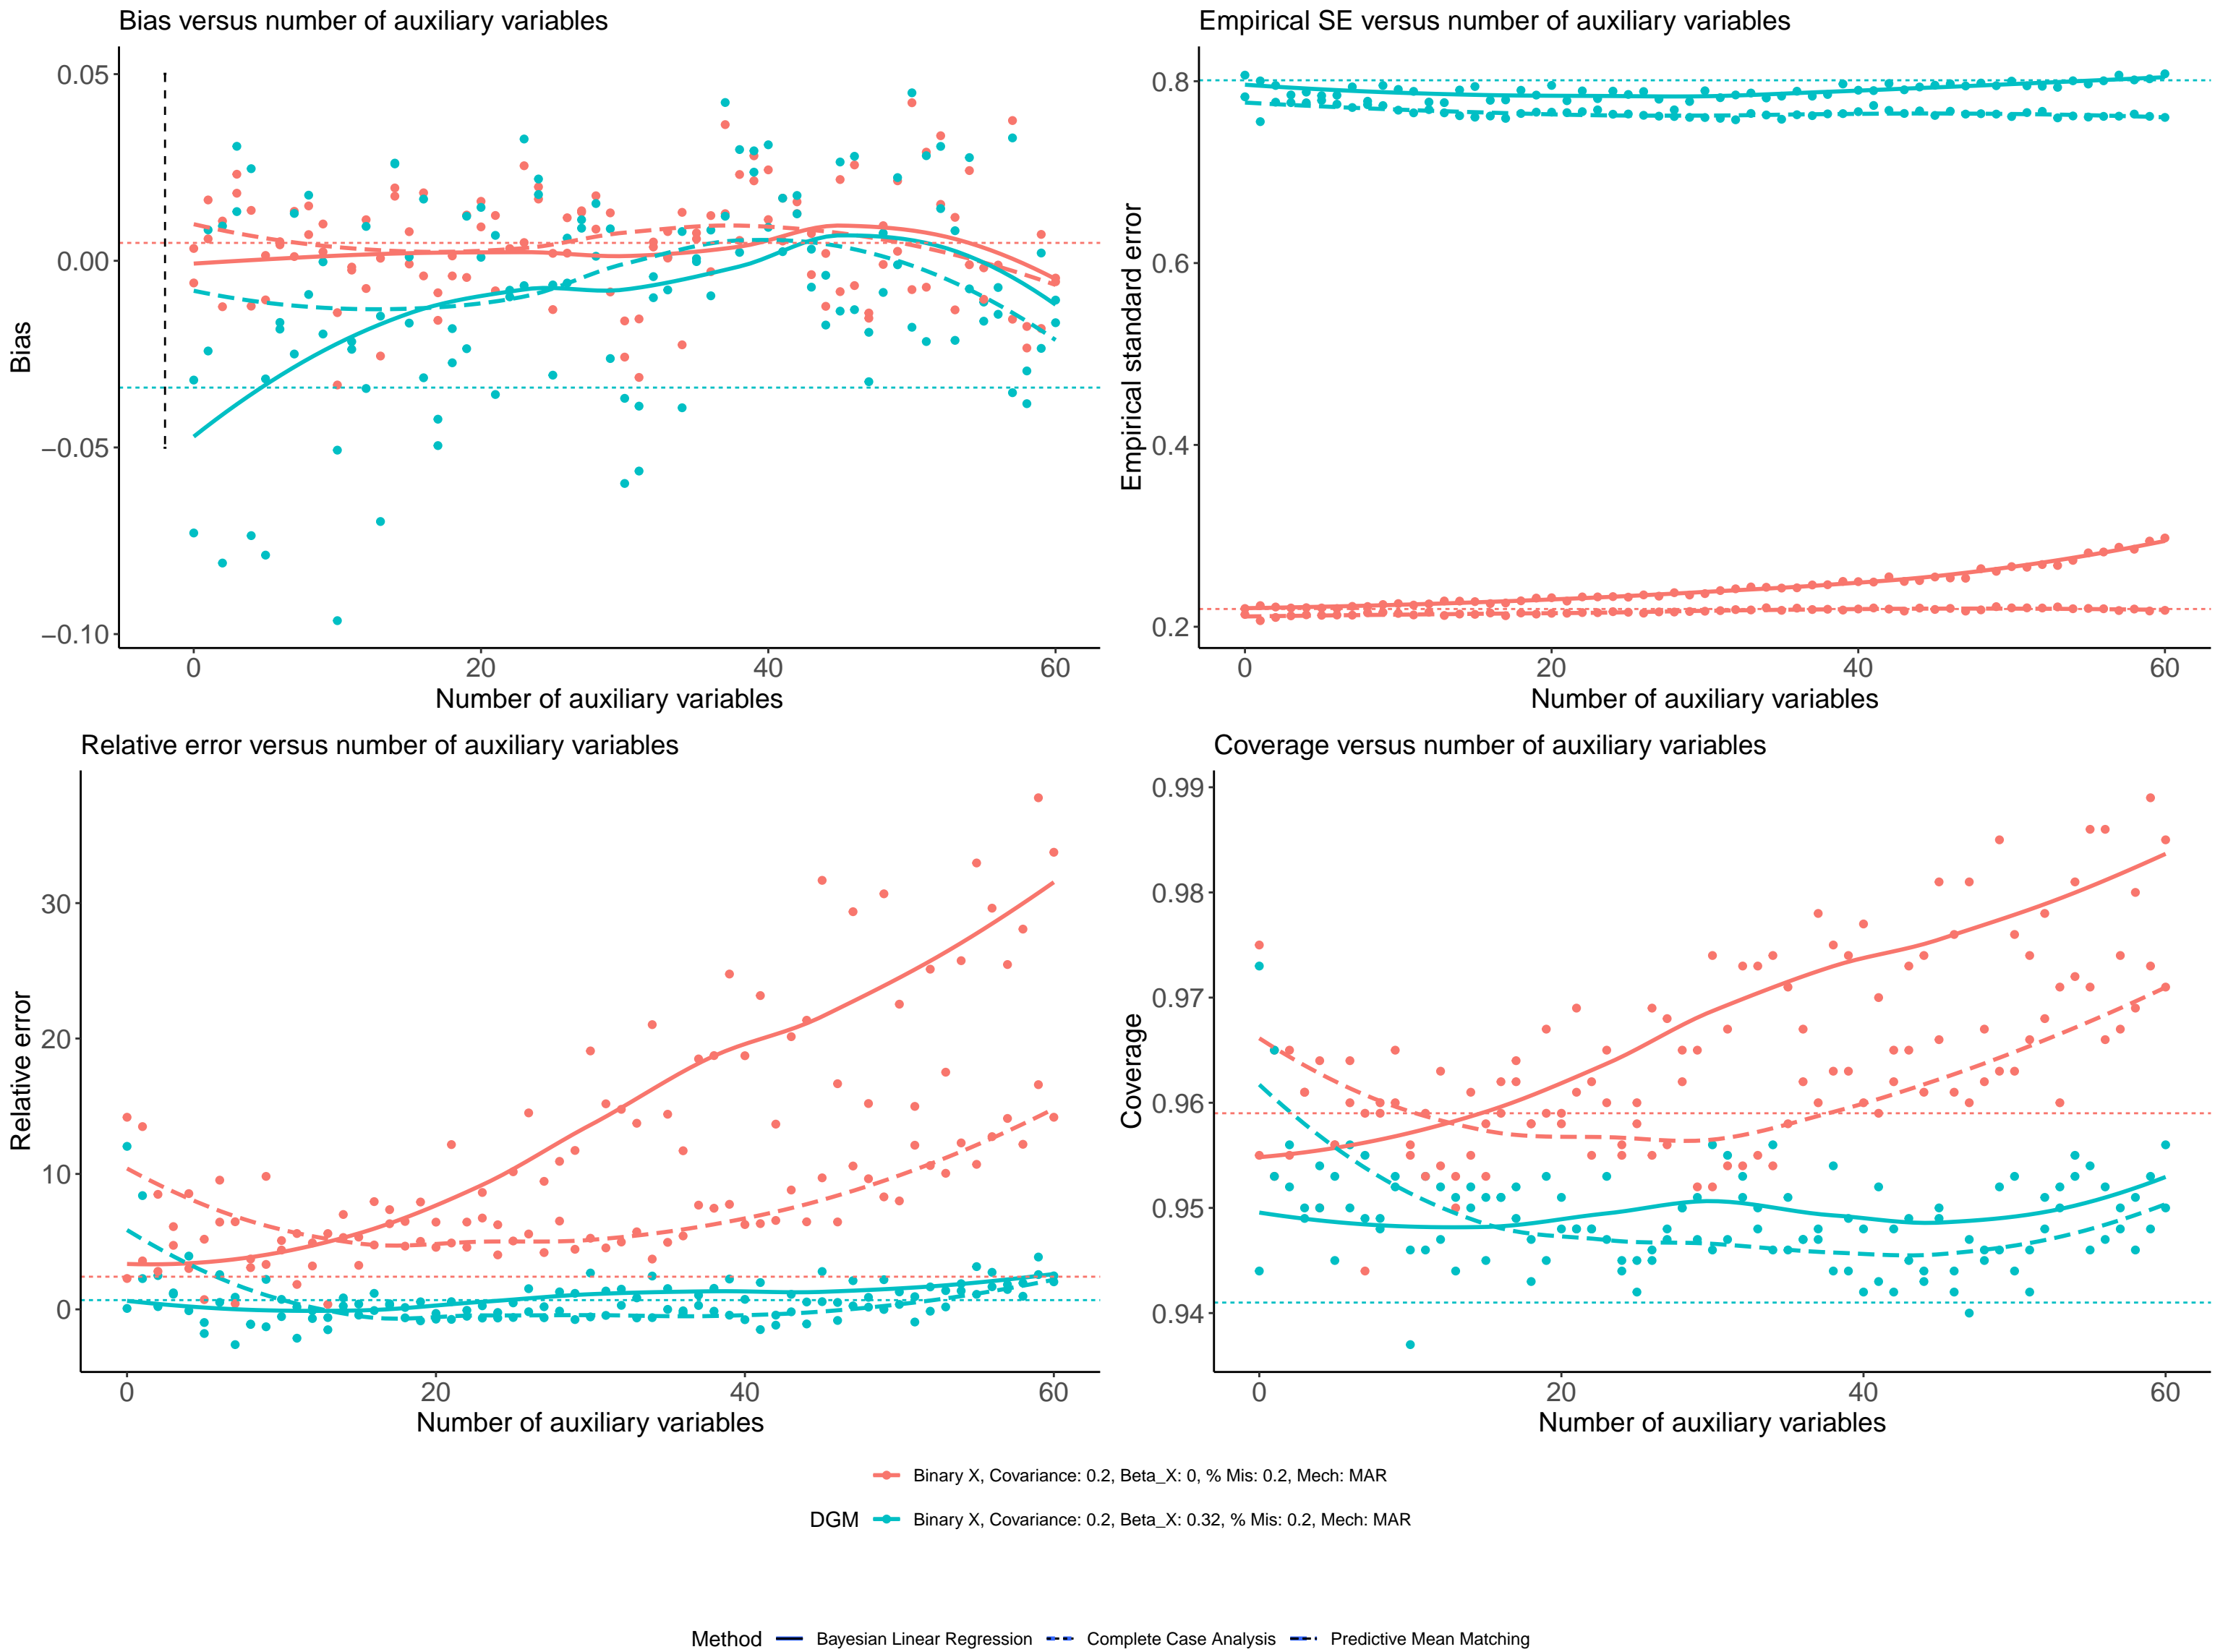 Bias versus number of auxiliary variables
Bias
0.05
0.00
−0.05
−0.10
0 20 40 60
Number of auxiliary variables
Empirical SE versus number of auxiliary variables
Empirical standard error
0.8
0.6
0.4
0.2
0 20 40 60
Number of auxiliary variables
Relative error versus number of auxiliary variables
Relative error
30
20
10
0
0 20 40 60
Number of auxiliary variables
Coverage versus number of auxiliary variables
Coverage
0.99
0.98
0.97
0.96
0.95
0.94
0 20 40 60
Number of auxiliary variables
Binary X, Covariance: 0.2, Beta_X: 0, % Mis: 0.2, Mech: MAR
DGM Binary X, Covariance: 0.2, Beta_X: 0.32, % Mis: 0.2, Mech: MAR
Method Bayesian Linear Regression Complete Case Analysis Predictive Mean Matching